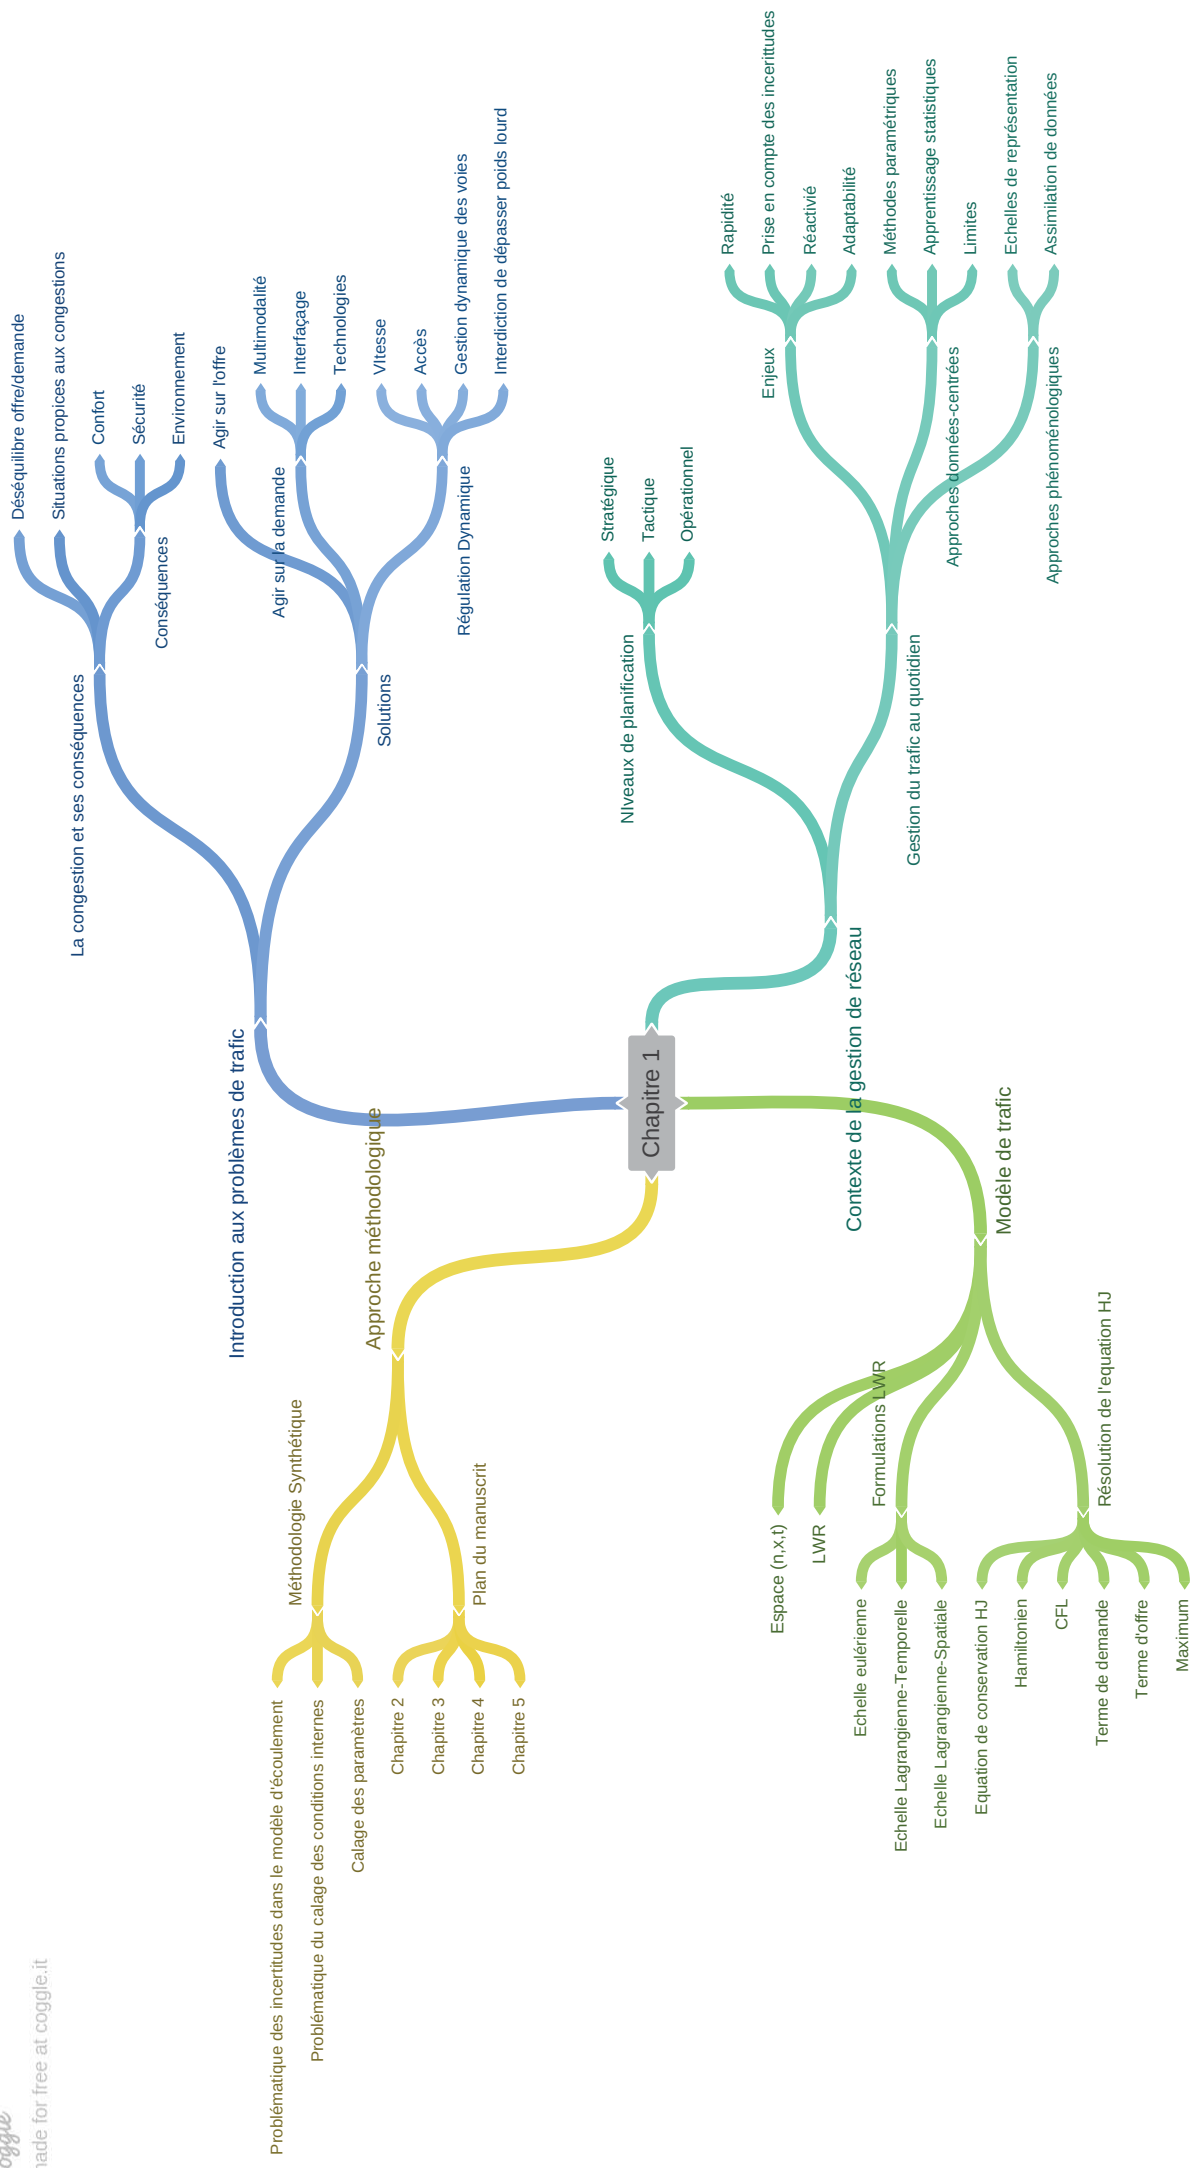 Chapitre 1
Introduction aux problèmes de trafic
La congestion et ses conséquences
Déséquilibre offre/demande
Situations propices aux congestions
Conséquences
Confort
Sécurité
Environnement
Solutions
Agir sur l'offre
Agir sur la demande
Multimodalité
Interfaçage
Technologies
Régulation Dynamique
VItesse
Accès
Gestion dynamique des voies
Interdiction de dépasser poids lourd
Contexte de la gestion de réseau
NIveaux de planification
Stratégique
Tactique
Opérationnel
Gestion du trafic au quotidien
Enjeux
Rapidité
Prise en compte des incerittudes
Réactivié
Adaptabilité
Approches données-centrées
Méthodes paramétriques
Apprentissage statistiques
Limites
Approches phénoménologiques
Echelles de représentation
Assimilation de données
Approche méthodologique
Méthodologie Synthétique
Problématique des incertitudes dans le modèle d'écoulement
Problématique du calage des conditions internes
Calage des paramètres
Plan du manuscrit
Chapitre 2
Chapitre 3
Chapitre 4
Chapitre 5
Modèle de trafic
Espace (n,x,t)
LWR
Formulations LWR
Echelle eulérienne
Echelle Lagrangienne-Temporelle
Echelle Lagrangienne-Spatiale
Résolution de l'equation HJ
Equation de conservation HJ
Hamiltonien
CFL
Terme de demande
Terme d'offre
Maximum
for free at coggle.it